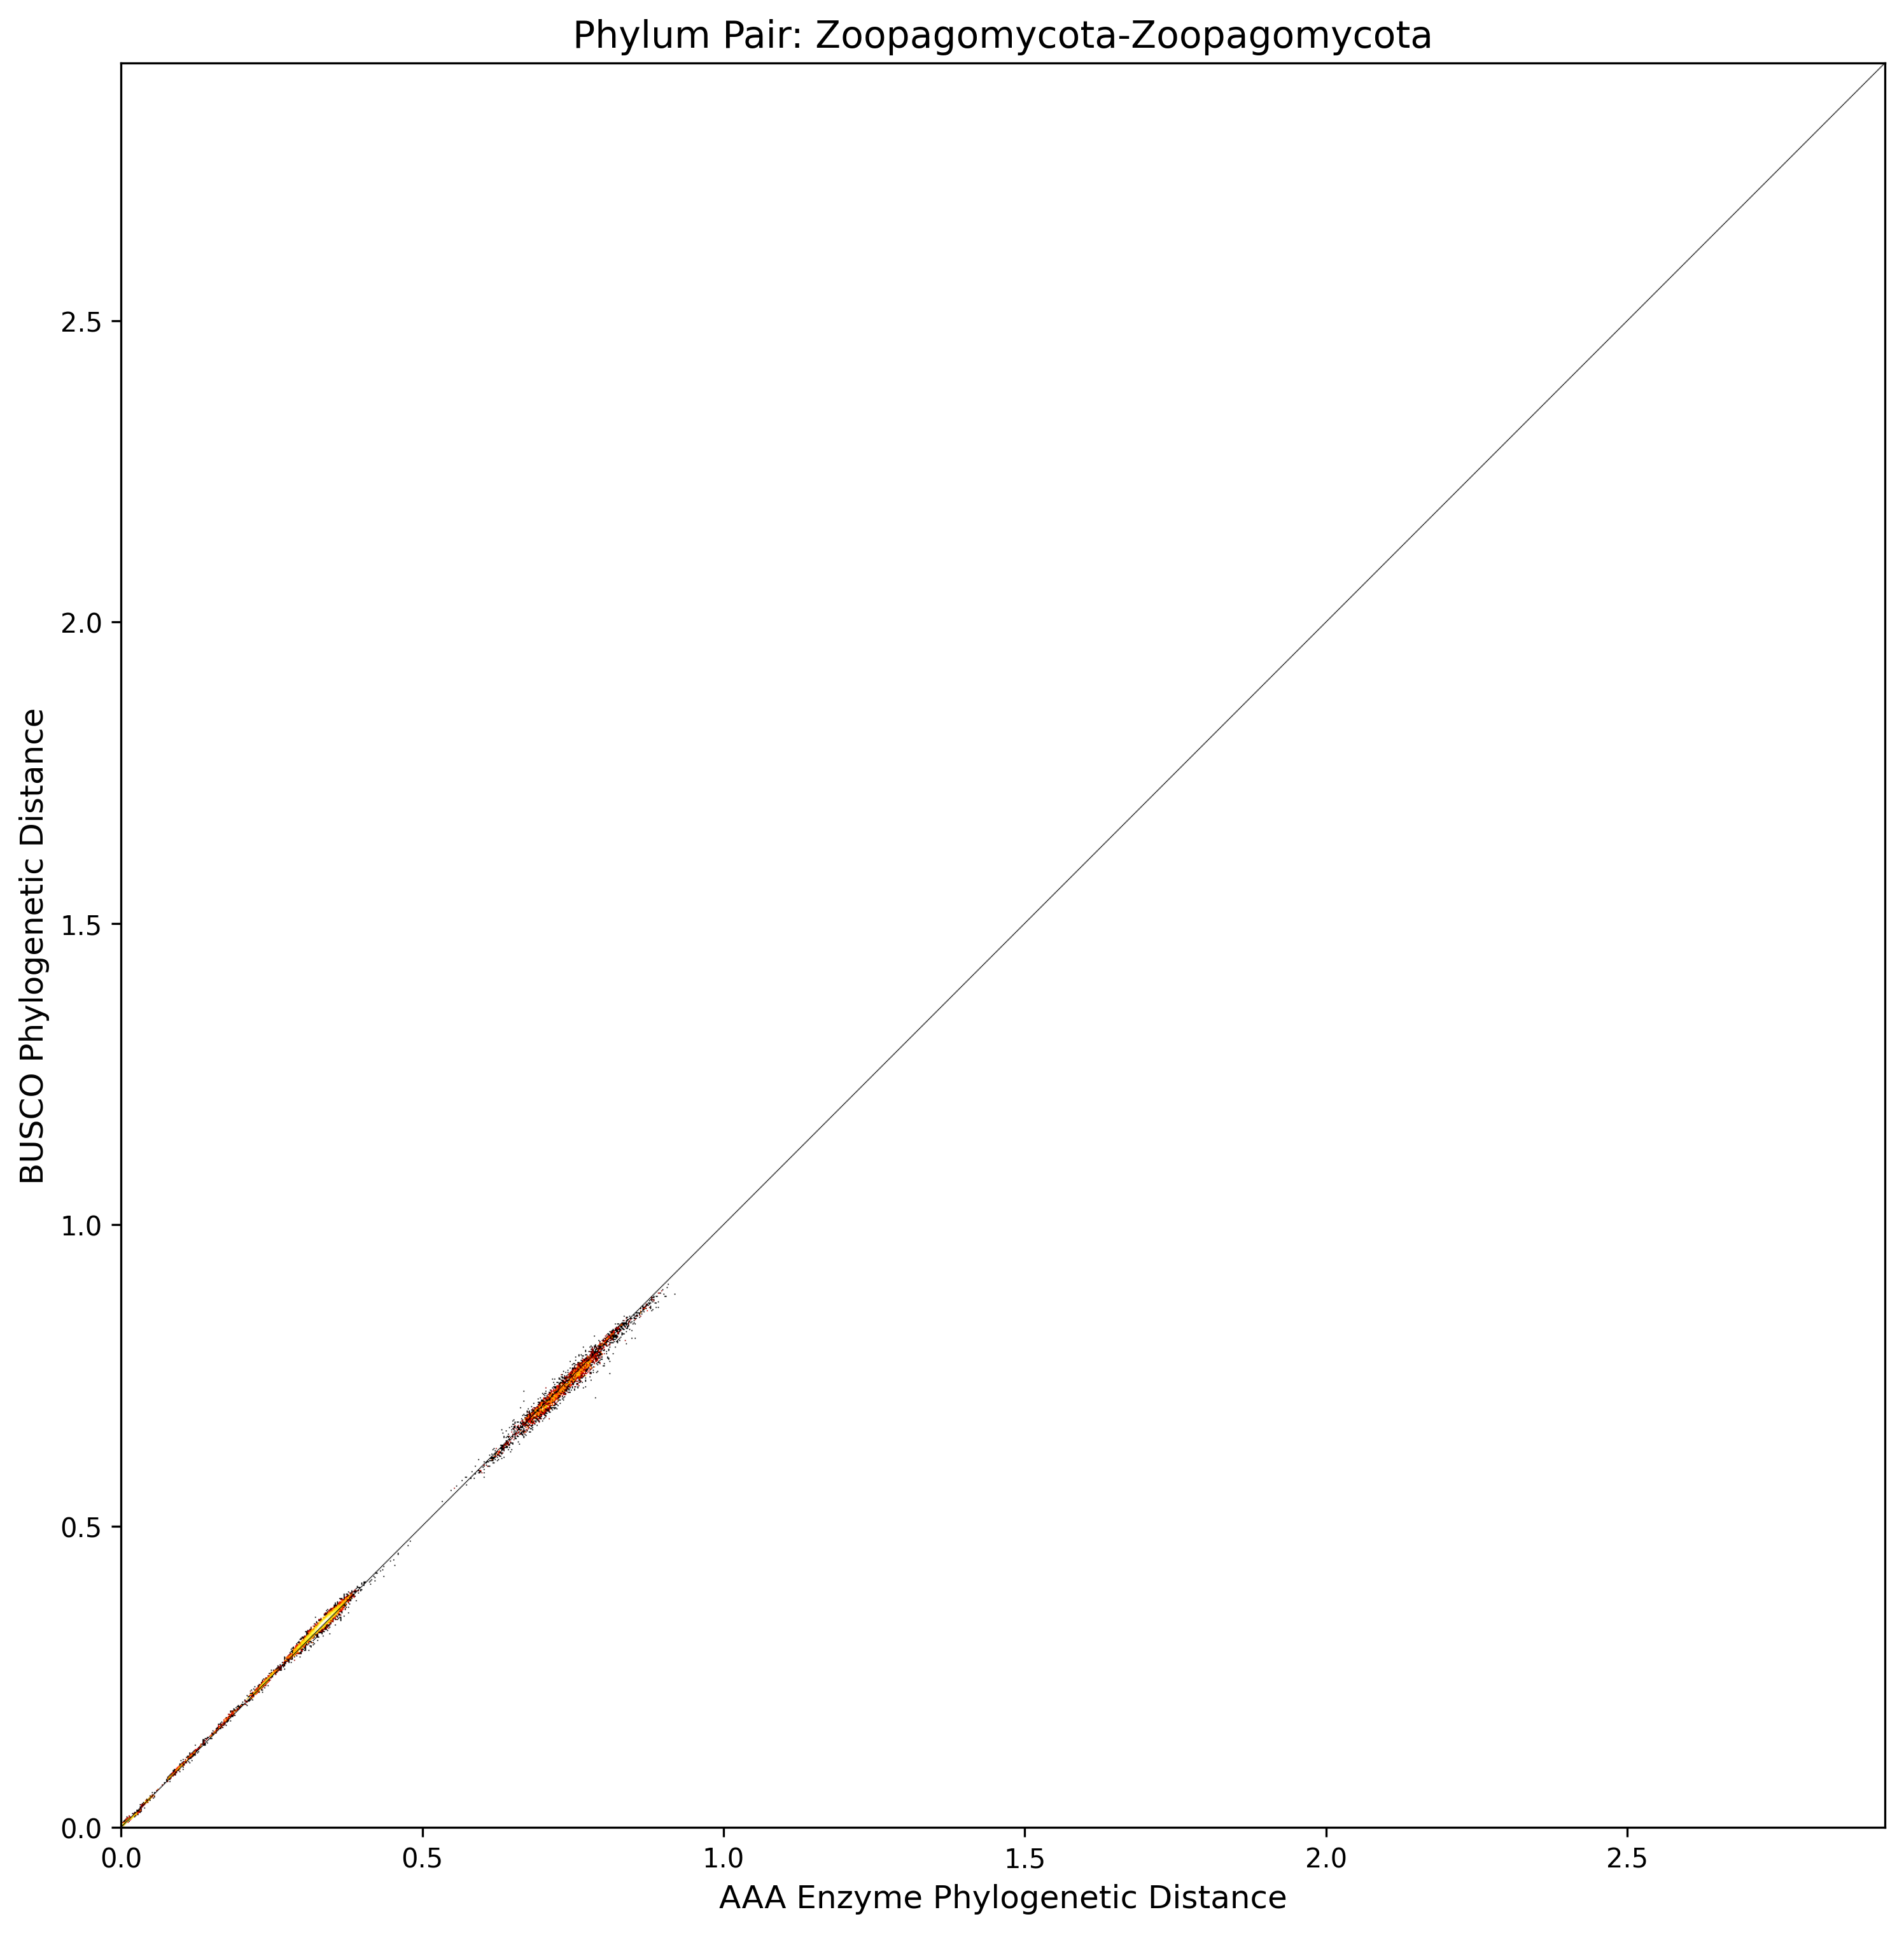 Phylum Pair: Zoopagomycota-Zoopagomycota
BUSCO Phylogenetic Distance
2.5
2.0
1.5
1.0
0.5
0.0
0.0 0.5 1.0 1.5 2.0 2.5
AAA Enzyme Phylogenetic Distance